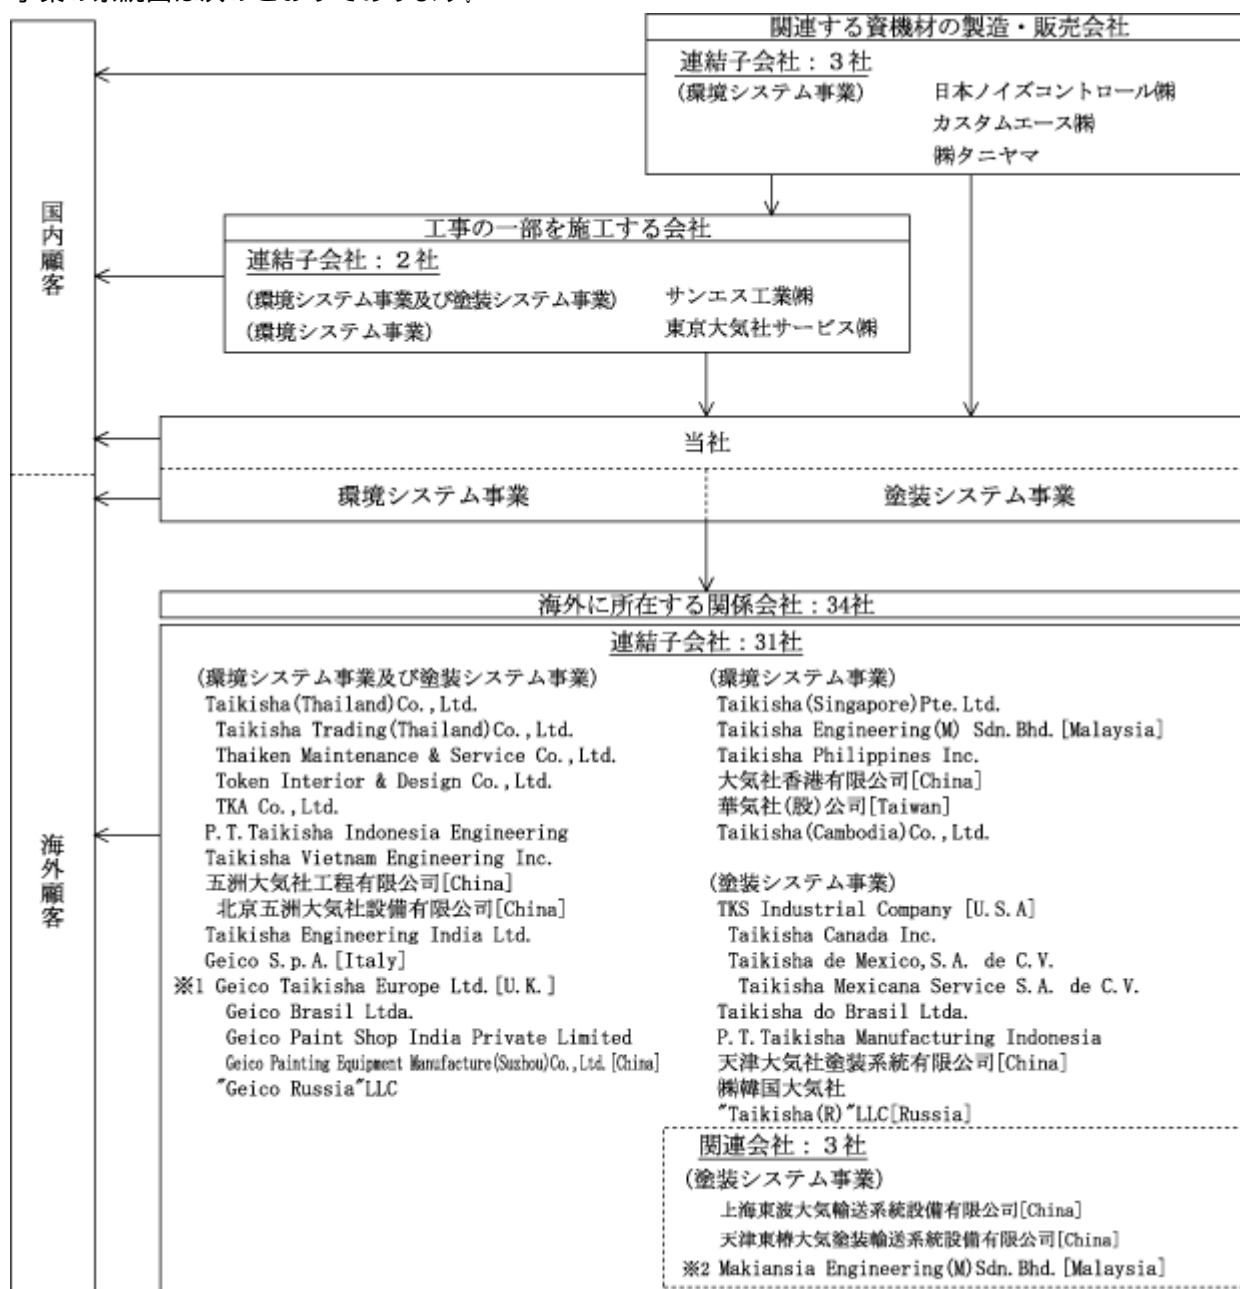 関連する資機材の製造・販売会社
連結子会社：３社
(環境システム事業)
日本ノイズコントロール㈱
カスタムエース㈱
㈱タニヤマ
国内顧客
工事の一部を施工する会社
連結子会社：２社
(環境システム事業及び塗装システム事業)
サンエス工業㈱
(環境システム事業)
東京大気社サービス㈱
当社
環境システム事業
塗装システム事業
海外に所在する関係会社：34社
連結子会社：31社
海外顧客
(環境システム事業及び塗装システム事業)
Taikisha(Thailand)Co.,Ltd.
Taikisha Trading(Thailand)Co.,Ltd.
Thaiken Maintenance & Service Co.,Ltd.
Token Interior & Design Co.,Ltd.
TKA Co.,Ltd.
P.T.Taikisha Indonesia Engineering
Taikisha Vietnam Engineering Inc.
五洲大気社工程有限公司[China]
北京五洲大気社設備有限公司[China]
Taikisha Engineering India Ltd.
Geico S.p.A.[Italy]
※1 Geico Taikisha Europe Ltd.[U.K.]
Geico Brasil Ltda.
Geico Paint Shop India Private Limited
Geico Painting Equipment Manufacture(Suzhou)Co.,Ltd.[China]
"Geico Russia"LLC
(環境システム事業)
Taikisha(Singapore)Pte.Ltd.
Taikisha Engineering(M) Sdn.Bhd.[Malaysia]
Taikisha Philippines Inc.
大気社香港有限公司[China]
華気社(股)公司[Taiwan]
Taikisha(Cambodia)Co.,Ltd.
(塗装システム事業)
TKS Industrial Company [U.S.A]
Taikisha Canada Inc.
Taikisha de Mexico,S.A. de C.V.
Taikisha Mexicana Service S.A. de C.V.
Taikisha do Brasil Ltda.
P.T.Taikisha Manufacturing Indonesia
天津大気社塗装系統有限公司[China]
㈱韓国大気社
"Taikisha(R)"LLC[Russia]
関連会社：３社
(塗装システム事業)
上海東波大気輸送系統設備有限公司[China]
天津東椿大気塗装輸送系統設備有限公司[China]
※2 Makiansia Engineering(M)Sdn.Bhd.[Malaysia]